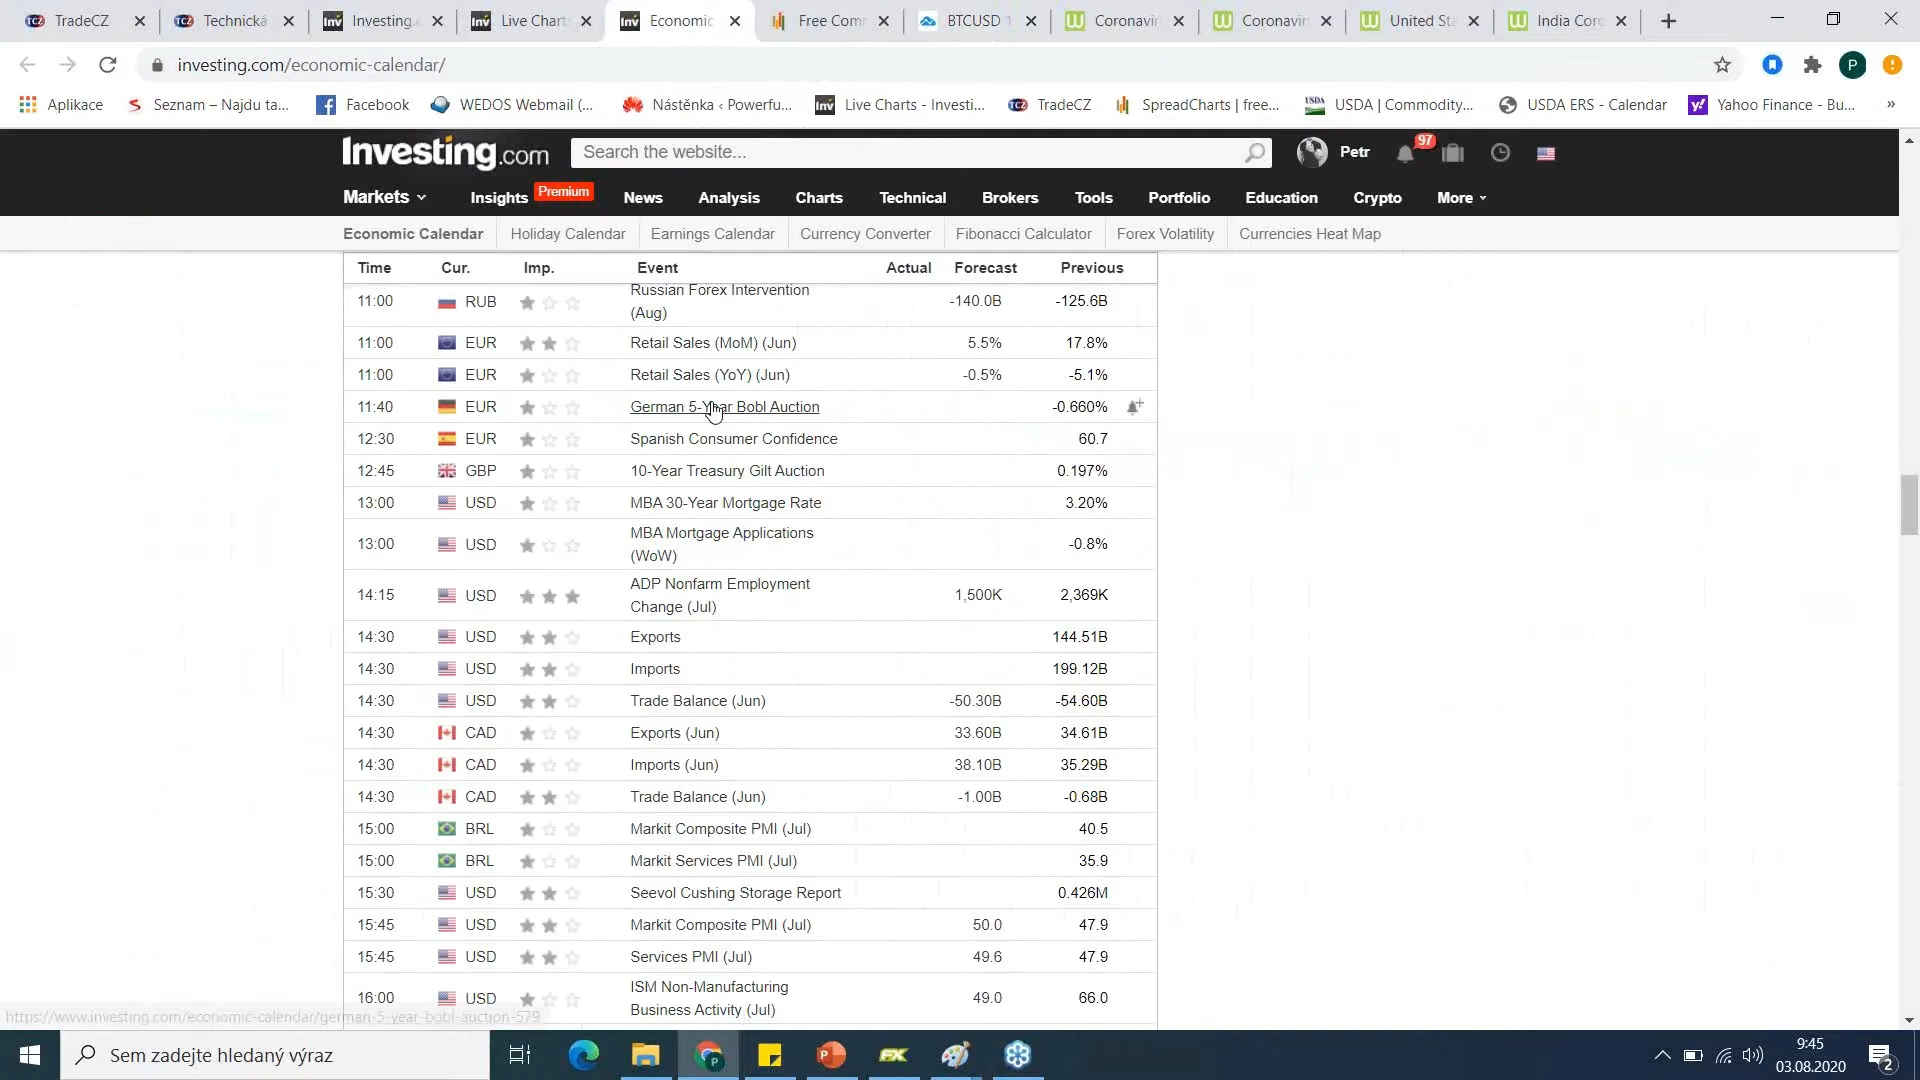 TradeCZ
Technická
Investing.
Live Chart
Economic
Free Com
BTCUSD 1
Coronavir
Coronavir
United Sta
India Coro
investing.com/economic-calendar/
P
Aplikace
Seznam – Najdu ta...
Facebook
WEDOS Webmail (...
Nástěnka ‹ Powerfu...
Live Charts - Investi...
TradeCZ
SpreadCharts | free...
USDA | Commodity,...
USDA ERS - Calendar
Yahoo Finance - Bu...
»
Investing.com
Search the website...
Petr
97
Markets
Insights
Premium
News
Analysis
Charts
Technical
Brokers
Tools
Portfolio
Education
Crypto
More
Economic Calendar
Holiday Calendar
Earnings Calendar
Currency Converter
Fibonacci Calculator
Forex Volatility
Currencies Heat Map
Time Cur. Imp. Event Actual Forecast Previous
11:00 RUB Russian Forex Intervention (Aug) -140.0B -125.6B
11:00 EUR Retail Sales (MoM) (Jun) 5.5% 17.8%
11:00 EUR Retail Sales (YoY) (Jun) -0.5% -5.1%
11:40 EUR German 5-Year Bobl Auction -0.660%
12:30 EUR Spanish Consumer Confidence 60.7
12:45 GBP 10-Year Treasury Gilt Auction 0.197%
13:00 USD MBA 30-Year Mortgage Rate 3.20%
13:00 USD MBA Mortgage Applications (WoW) -0.8%
14:15 USD ADP Nonfarm Employment Change (Jul) 1,500K 2,369K
14:30 USD Exports 144.51B
14:30 USD Imports 199.12B
14:30 USD Trade Balance (Jun) -50.30B -54.60B
14:30 CAD Exports (Jun) 33.60B 34.61B
14:30 CAD Imports (Jun) 38.10B 35.29B
14:30 CAD Trade Balance (Jun) -1.00B -0.68B
15:00 BRL Markit Composite PMI (Jul) 40.5
15:00 BRL Markit Services PMI (Jul) 35.9
15:30 USD Seevol Cushing Storage Report 0.426M
15:45 USD Markit Composite PMI (Jul) 50.0 47.9
15:45 USD Services PMI (Jul) 49.6 47.9
16:00 USD ISM Non-Manufacturing Business Activity (Jul) 49.0 66.0
https://www.investing.com/economic-calendar/german-5-year-bobl-auction-579
Sem zadejte hledaný výraz
9:45
03.08.2020
2